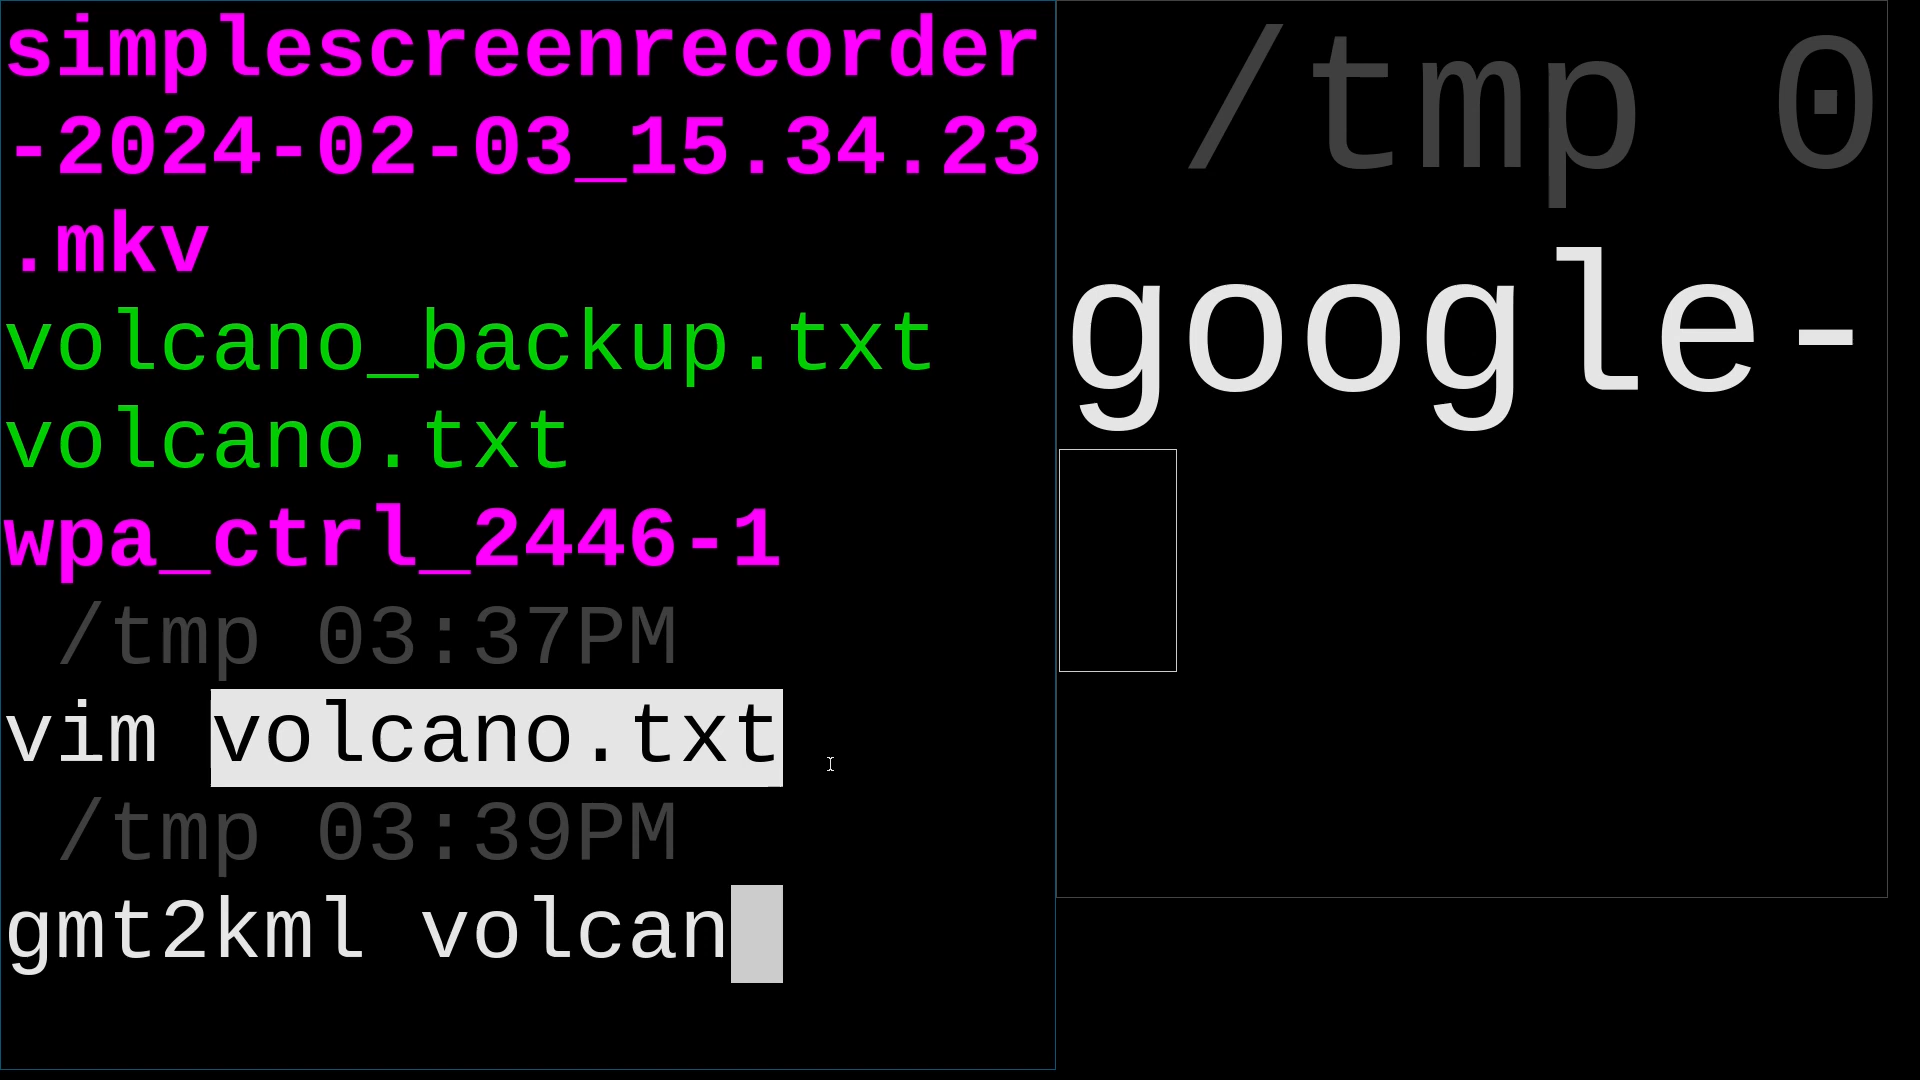 simplescreenrecorder
-2024-02-03_15.34.23
.mkv
volcano_backup.txt
volcano.txt
wpa_ctrl_2446-1
/tmp 03:37PM
vim volcano.txt
/tmp 03:39PM
gmt2kml volcan
/tmp 0
google-